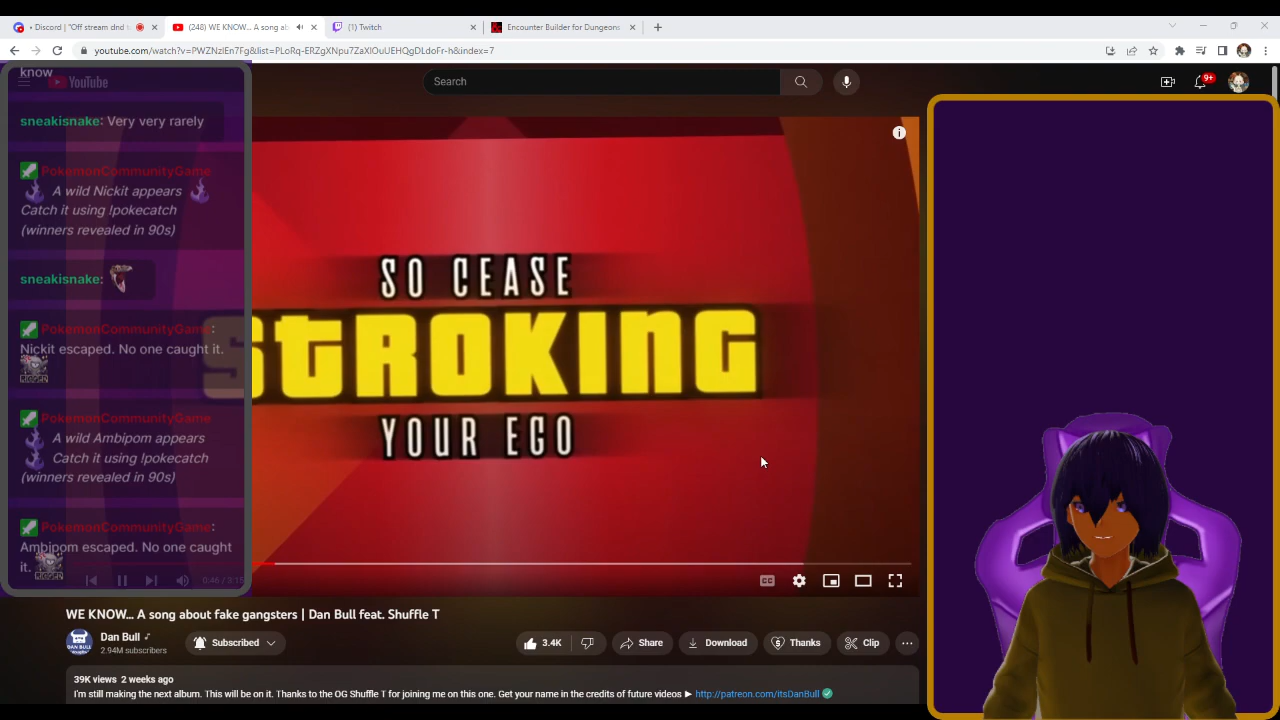 • Discord | "Off stream dnd t
(248) WE KNOW... A song ab
(1) Twitch
Encounter Builder for Dungeons
youtube.com/watch?v=PWZNzIEn7Fg&list=PLoRq-ERZgXNpu7ZaXlOuUEHQgDLdoFr-h&index=7
know
YouTube
Search
9+
sneakisnake: Very very rarely
PokemonCommunityGame
A wild Nickit appears
Catch it using !pokecatch
(winners revealed in 90s)
sneakisnake:
PokemonCommunityGame:
Nickit escaped. No one caught it.
PokemonCommunityGame
A wild Ambipom appears
Catch it using !pokecatch
(winners revealed in 90s)
PokemonCommunityGame:
Ambipom escaped. No one caught
it.
SO CEASE
STROKING
YOUR EGO
0:46 / 3:15
CC
WE KNOW... A song about fake gangsters | Dan Bull feat. Shuffle T
Dan Bull
2.94M subscribers
Subscribed
3.4K
Share
Download
Thanks
Clip
39K views 2 weeks ago
I'm still making the next album. This will be on it. Thanks to the OG Shuffle T for joining me on this one. Get your name in the credits of future videos ► http://patreon.com/itsDanBull